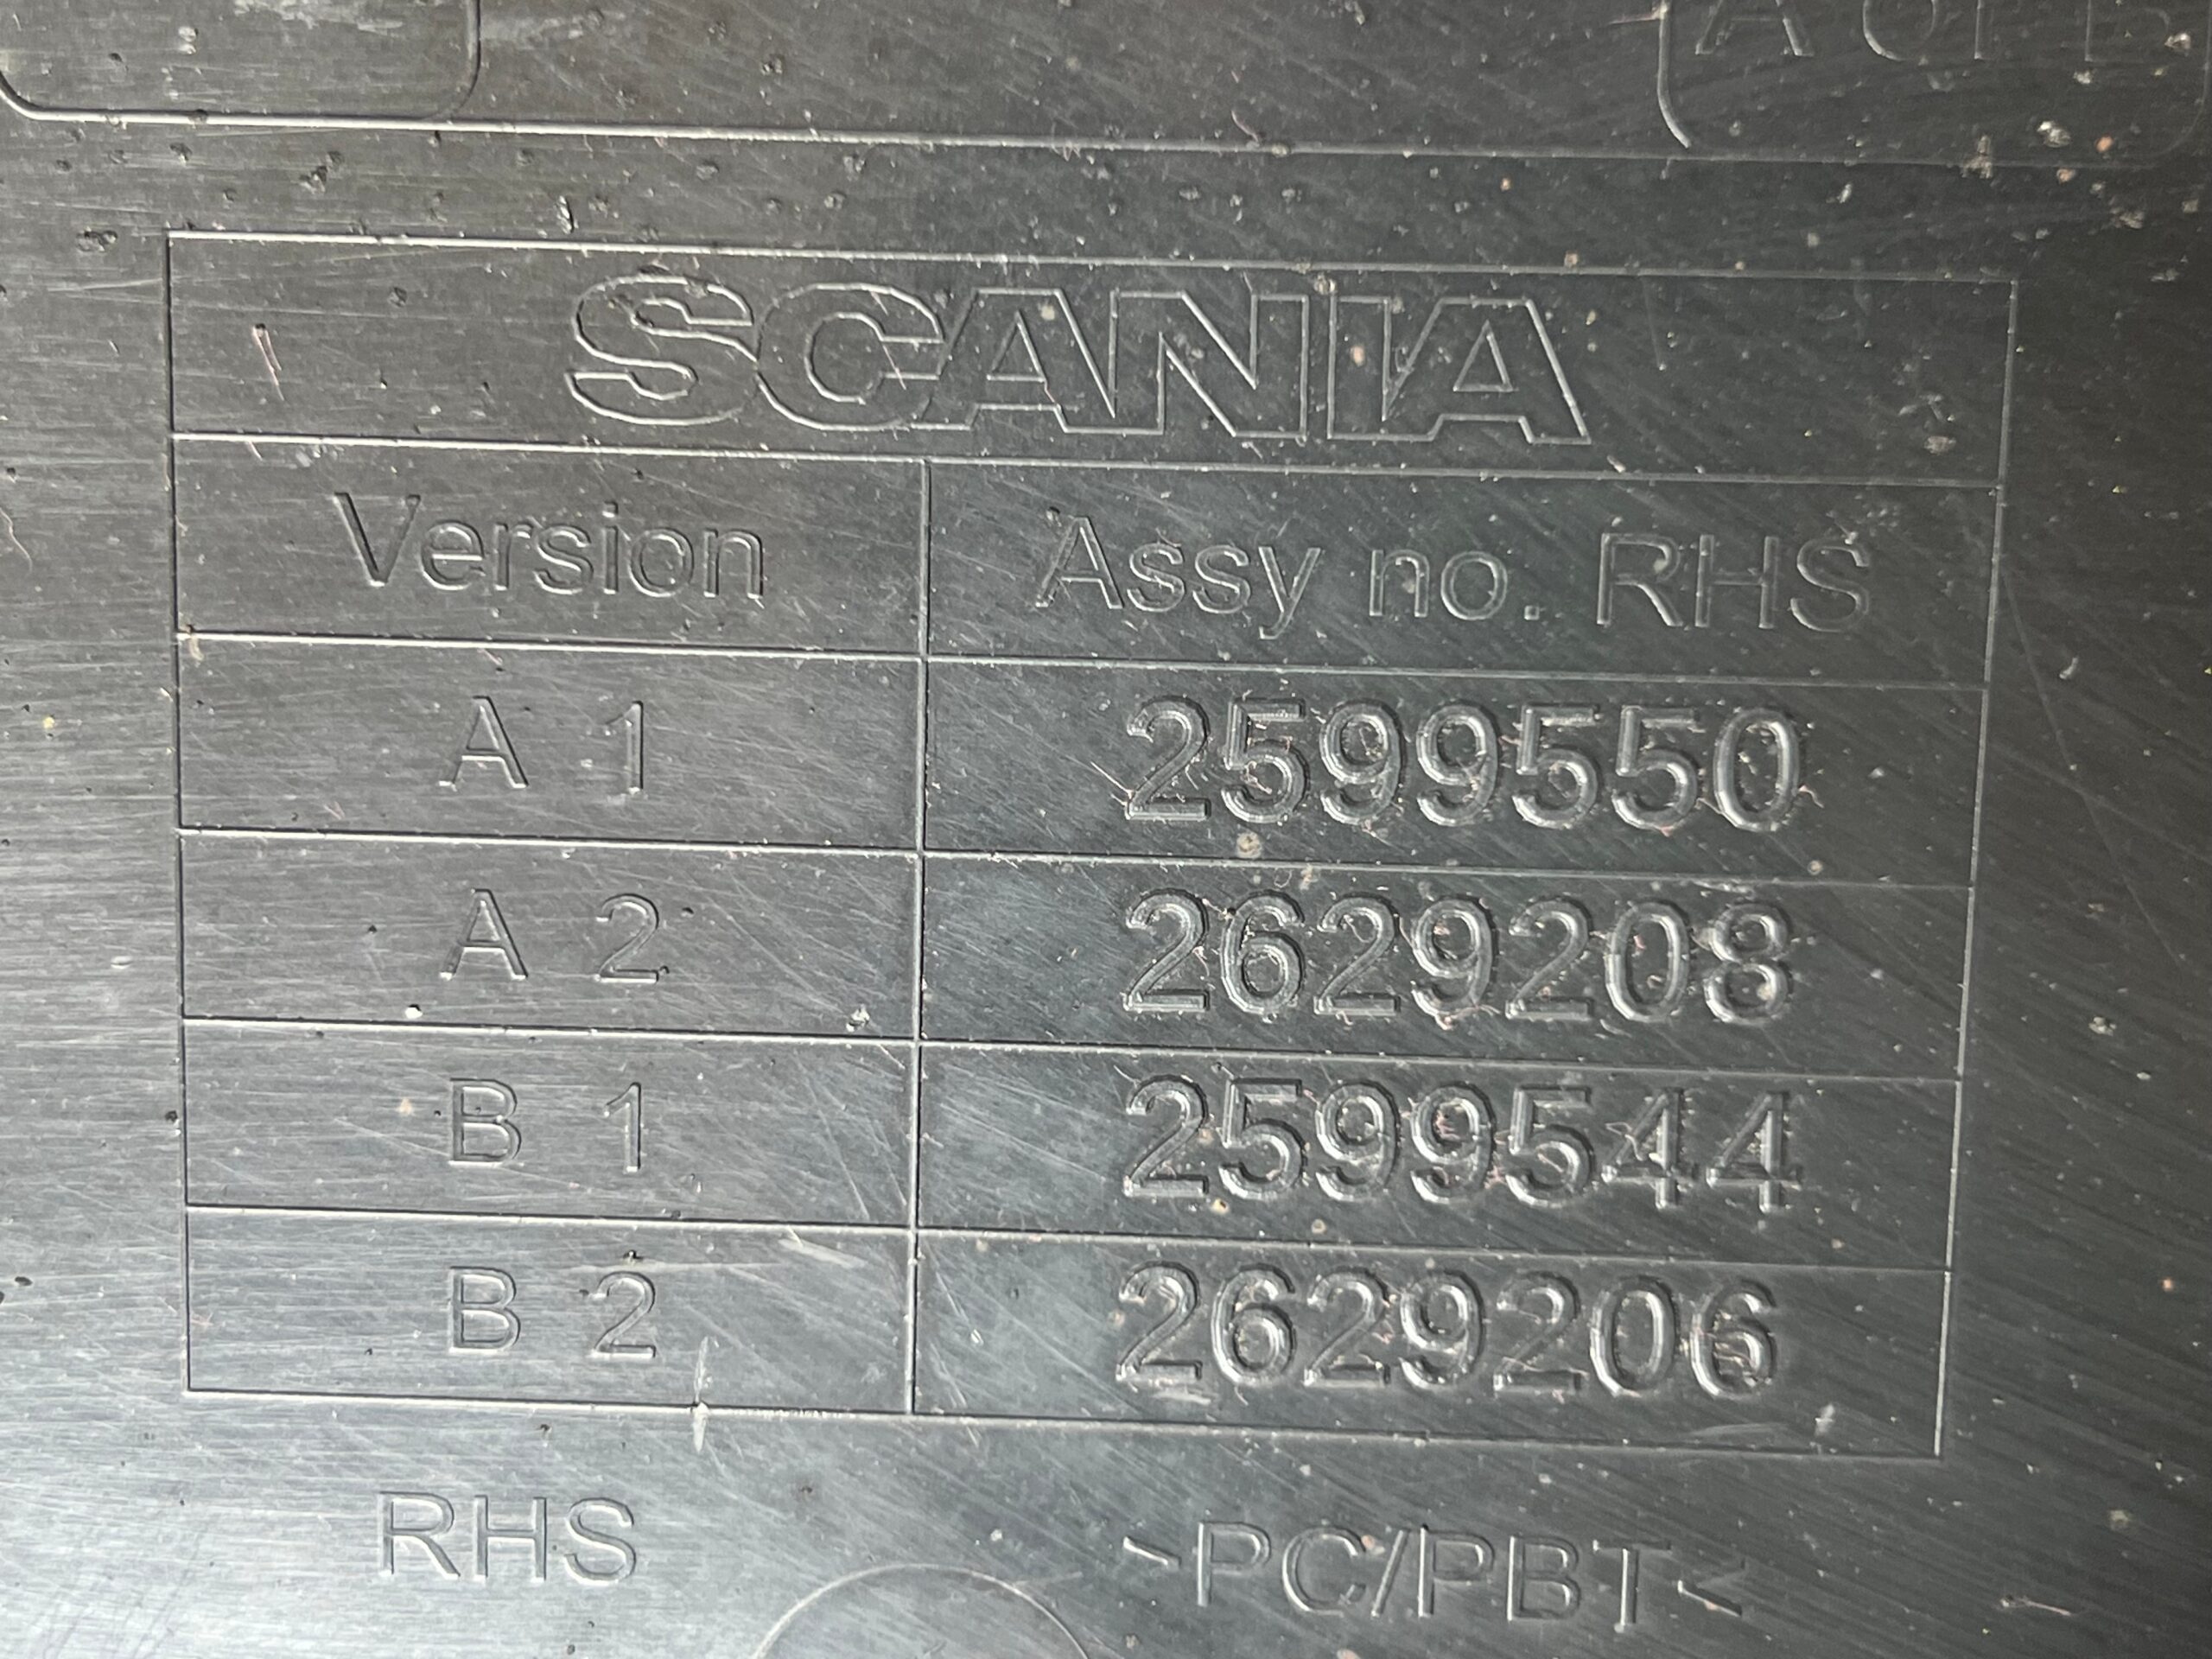 SCANIA
Version Assy no. RHS
A 1 2599550
A 2 2629208
B 1 2599544
B 2 2629206
RHS >PC/PBT<